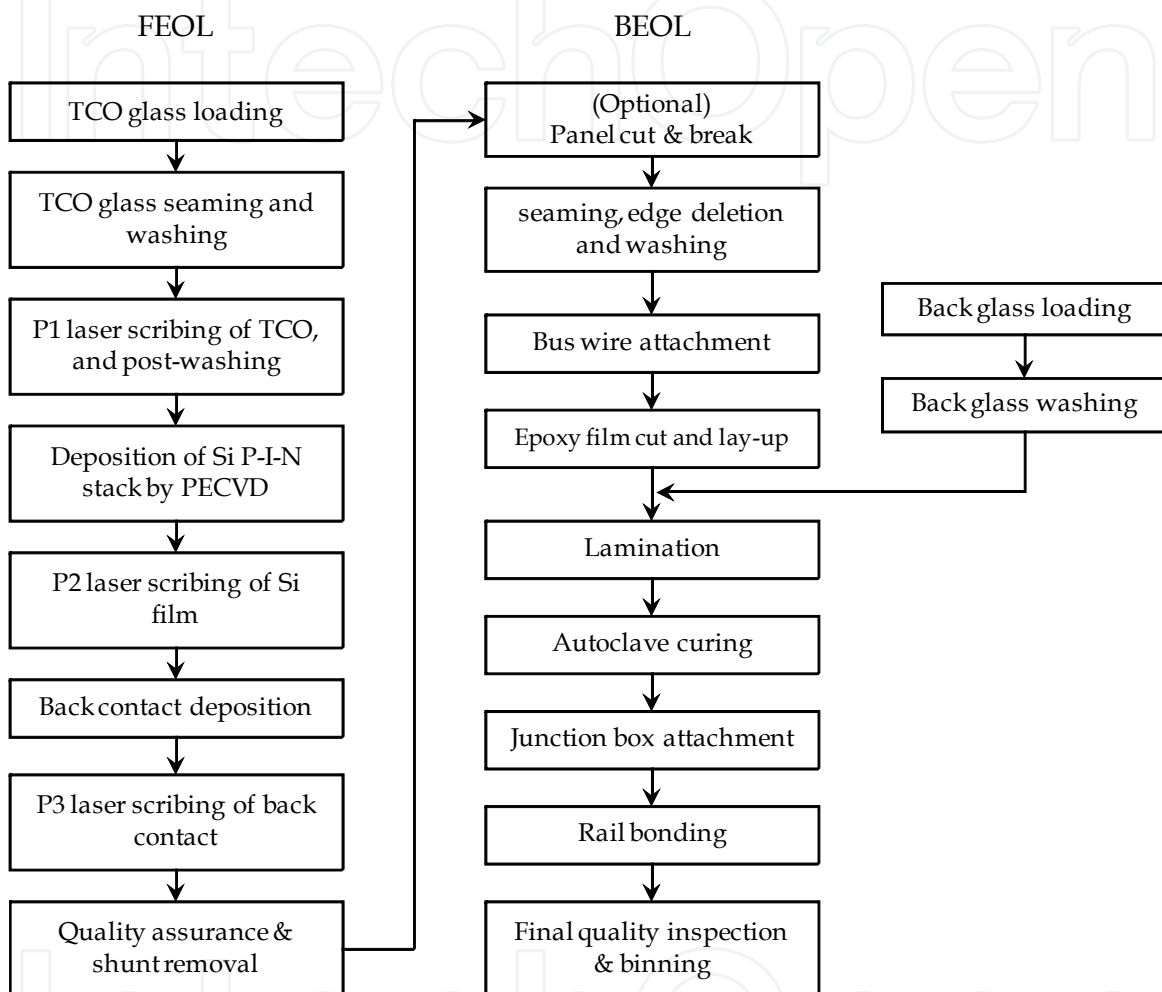 IntechOpen
FEOL
TCO glass loading
TCO glass seaming and
washing
P1 laser scribing of TCO,
and post-washing
Deposition of Si P-I-N
stack by PECVD
P2 laser scribing of Si
film
Back contact deposition
P3 laser scribing of back
contact
Quality assurance &
shunt removal
BEOL
(Optional)
Panel cut & break
seaming, edge deletion
and washing
Bus wire attachment
Epoxy film cut and lay-up
Lamination
Autoclave curing
Junction box attachment
Rail bonding
Final quality inspection
& binning
Back glass loading
Back glass washing